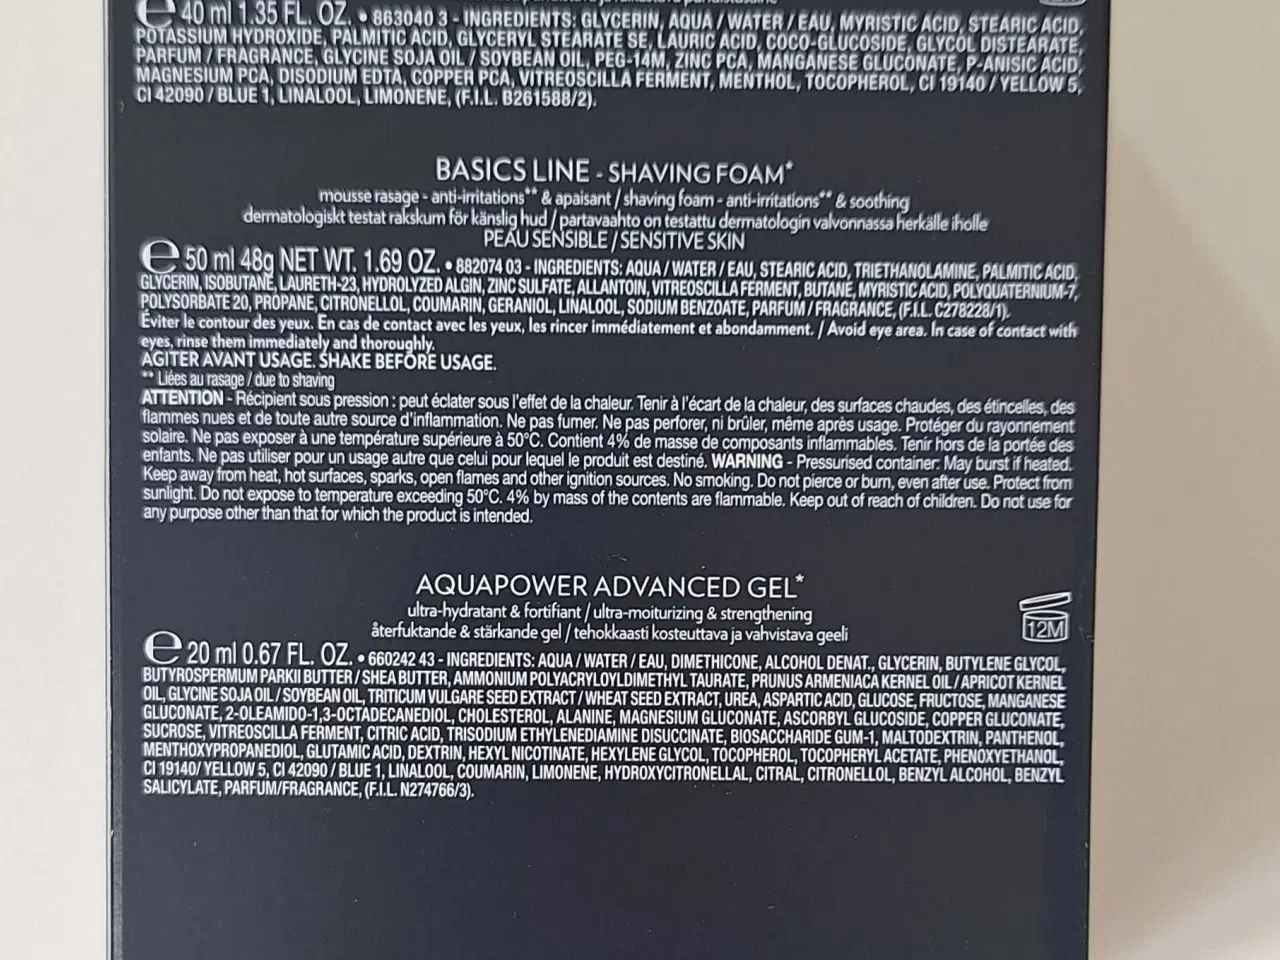 ℮ 40 ml 1.35 FL. OZ. • 863040 3 - INGREDIENTS: GLYCERIN, AQUA / WATER / EAU, MYRISTIC ACID, STEARIC ACID,
POTASSIUM HYDROXIDE, PALMITIC ACID, GLYCERYL STEARATE SE, LAURIC ACID, COCO-GLUCOSIDE, GLYCOL DISTEARATE,
PARFUM / FRAGRANCE, GLYCINE SOJA OIL / SOYBEAN OIL, PEG-14M, ZINC PCA, MANGANESE GLUCONATE, P-ANISIC ACID,
MAGNESIUM PCA, DISODIUM EDTA, COPPER PCA, VITREOSCILLA FERMENT, MENTHOL, TOCOPHEROL, CI 19140 / YELLOW 5,
CI 42090 / BLUE 1, LINALOOL, LIMONENE, (F.I.L. B261588/2).
BASICS LINE - SHAVING FOAM*
mousse rasage - anti-irritations** & apaisant / shaving foam - anti-irritations** & soothing
dermatologiskt testat rakskum för känslig hud / partavaahto on testattu dermatologin valvonnassa herkälle iholle
PEAU SENSIBLE / SENSITIVE SKIN
℮ 50 ml 48g NET WT. 1.69 OZ. • 882074 03 - INGREDIENTS: AQUA / WATER / EAU, STEARIC ACID, TRIETHANOLAMINE, PALMITIC ACID,
GLYCERIN, ISOBUTANE, LAURETH-23, HYDROLYZED ALGIN, ZINC SULFATE, ALLANTOIN, VITREOSCILLA FERMENT, BUTANE, MYRISTIC ACID, POLYQUATERNIUM-7,
POLYSORBATE 20, PROPANE, CITRONELLOL, COUMARIN, GERANIOL, LINALOOL, SODIUM BENZOATE, PARFUM / FRAGRANCE, (F.I.L. C278228/1).
Éviter le contour des yeux. En cas de contact avec les yeux, les rincer immédiatement et abondamment. / Avoid eye area. In case of contact with
eyes, rinse them immediately and thoroughly.
AGITER AVANT USAGE. SHAKE BEFORE USAGE.
** Liées au rasage / due to shaving
ATTENTION - Récipient sous pression : peut éclater sous l'effet de la chaleur. Tenir à l'écart de la chaleur, des surfaces chaudes, des étincelles, des
flammes nues et de toute autre source d'inflammation. Ne pas fumer. Ne pas perforer, ni brûler, même après usage. Protéger du rayonnement
solaire. Ne pas exposer à une température supérieure à 50°C. Contient 4% de masse de composants inflammables. Tenir hors de la portée des
enfants. Ne pas utiliser pour un usage autre que celui pour lequel le produit est destiné. WARNING - Pressurised container: May burst if heated.
Keep away from heat, hot surfaces, sparks, open flames and other ignition sources. No smoking. Do not pierce or burn, even after use. Protect from
sunlight. Do not expose to temperature exceeding 50°C. 4% by mass of the contents are flammable. Keep out of reach of children. Do not use for
any purpose other than that for which the product is intended.
AQUAPOWER ADVANCED GEL*
ultra-hydratant & fortifiant / ultra-moiturizing & strengthening
återfuktande & stärkande gel / tehokkaasti kosteuttava ja vahvistava geeli
12M
℮ 20 ml 0.67 FL. OZ. • 660242 43 - INGREDIENTS: AQUA / WATER / EAU, DIMETHICONE, ALCOHOL DENAT., GLYCERIN, BUTYLENE GLYCOL,
BUTYROSPERMUM PARKII BUTTER / SHEA BUTTER, AMMONIUM POLYACRYLOYLDIMETHYL TAURATE, PRUNUS ARMENIACA KERNEL OIL / APRICOT KERNEL
OIL, GLYCINE SOJA OIL / SOYBEAN OIL, TRITICUM VULGARE SEED EXTRACT / WHEAT SEED EXTRACT, UREA, ASPARTIC ACID, GLUCOSE, FRUCTOSE, MANGANESE
GLUCONATE, 2-OLEAMIDO-1,3-OCTADECANEDIOL, CHOLESTEROL, ALANINE, MAGNESIUM GLUCONATE, ASCORBYL GLUCOSIDE, COPPER GLUCONATE,
SUCROSE, VITREOSCILLA FERMENT, CITRIC ACID, TRISODIUM ETHYLENEDIAMINE DISUCCINATE, BIOSACCHARIDE GUM-1, MALTODEXTRIN, PANTHENOL,
MENTHOXYPROPANEDIOL, GLUTAMIC ACID, DEXTRIN, HEXYL NICOTINATE, HEXYLENE GLYCOL, TOCOPHEROL, TOCOPHERYL ACETATE, PHENOXYETHANOL,
CI 19140/ YELLOW 5, CI 42090 / BLUE 1, LINALOOL, COUMARIN, LIMONENE, HYDROXYCITRONELLAL, CITRAL, CITRONELLOL, BENZYL ALCOHOL, BENZYL
SALICYLATE, PARFUM/FRAGRANCE, (F.I.L. N274766/3).